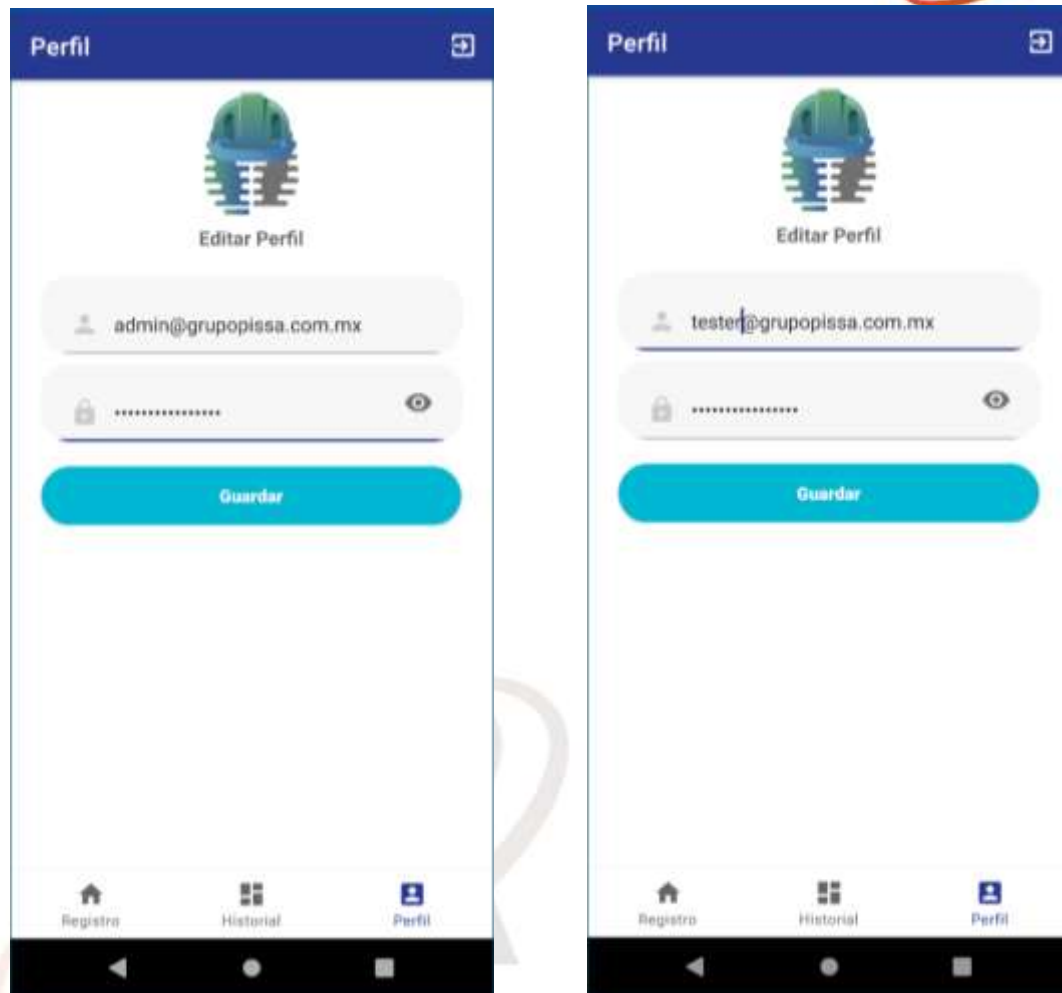 Perfil
Editar Perfil
admin@grupopissa.com.mx
••••••••••••••••
Guardar
Registro
Historial
Perfil
Perfil
Editar Perfil
tester@grupopissa.com.mx
••••••••••••••••
Guardar
Registro
Historial
Perfil